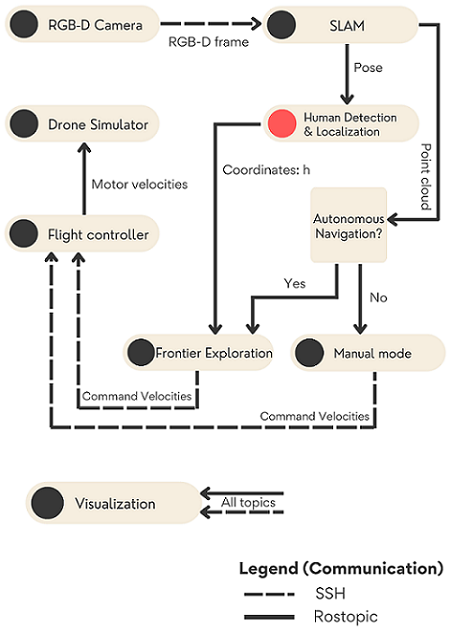 RGB-D Camera
SLAM
RGB-D frame
Pose
Drone Simulator
Human Detection
& Localization
Point cloud
Coordinates: h
Motor velocities
Autonomous
Navigation?
Flight controller
Yes
No
Frontier Exploration
Manual mode
Command Velocities
Command Velocities
Visualization
All topics
Legend (Communication)
SSH
Rostopic